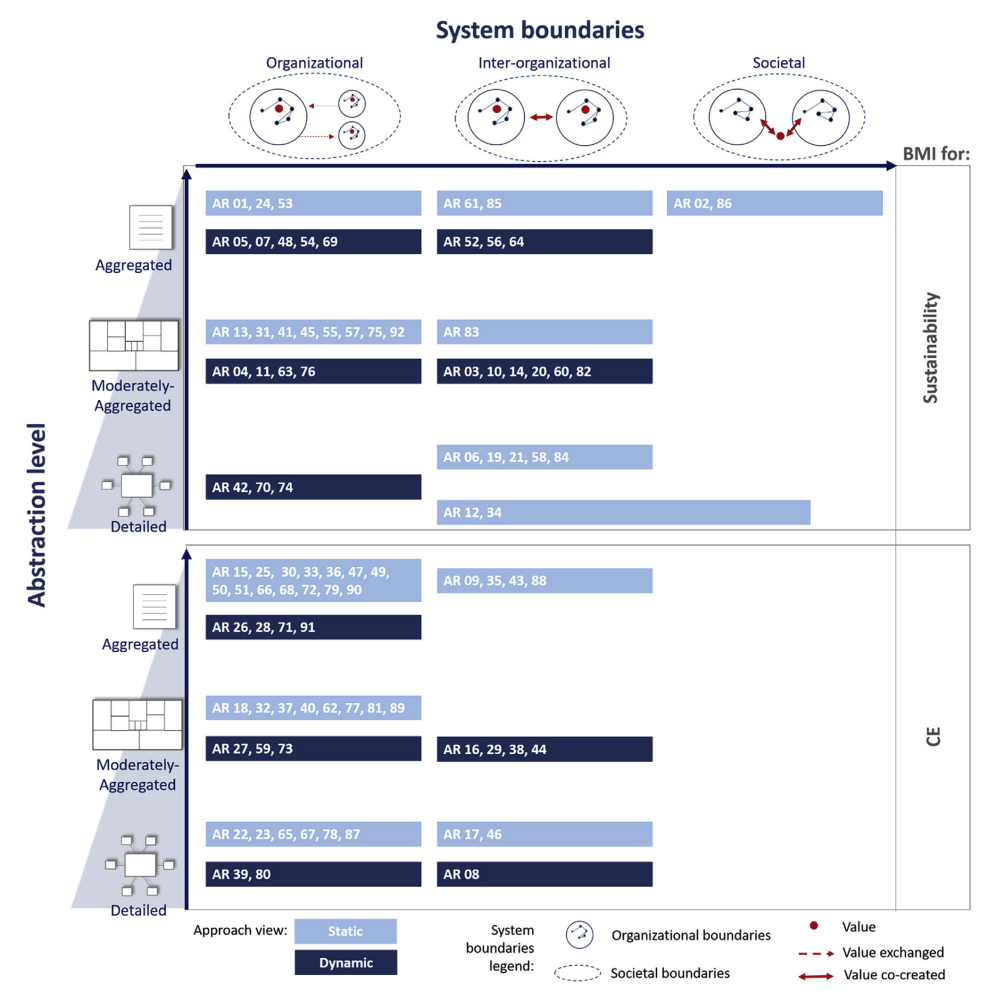 System boundaries
Organizational
Inter-organizational
Societal
BMI for:
Abstraction level
Aggregated
AR 01, 24, 53
AR 61, 85
AR 02, 86
AR 05, 07, 48, 54, 69
AR 52, 56, 64
Moderately-
Aggregated
AR 13, 31, 41, 45, 55, 57, 75, 92
AR 83
AR 04, 11, 63, 76
AR 03, 10, 14, 20, 60, 82
Detailed
AR 06, 19, 21, 58, 84
AR 42, 70, 74
AR 12, 34
Sustainability
Aggregated
AR 15, 25, 30, 33, 36, 47, 49,
50, 51, 66, 68, 72, 79, 90
AR 09, 35, 43, 88
AR 26, 28, 71, 91
Moderately-
Aggregated
AR 18, 32, 37, 40, 62, 77, 81, 89
AR 27, 59, 73
AR 16, 29, 38, 44
Detailed
AR 22, 23, 65, 67, 78, 87
AR 17, 46
AR 39, 80
AR 08
CE
Approach view:
Static
Dynamic
System
boundaries
legend:
Organizational boundaries
Societal boundaries
Value
Value exchanged
Value co-created